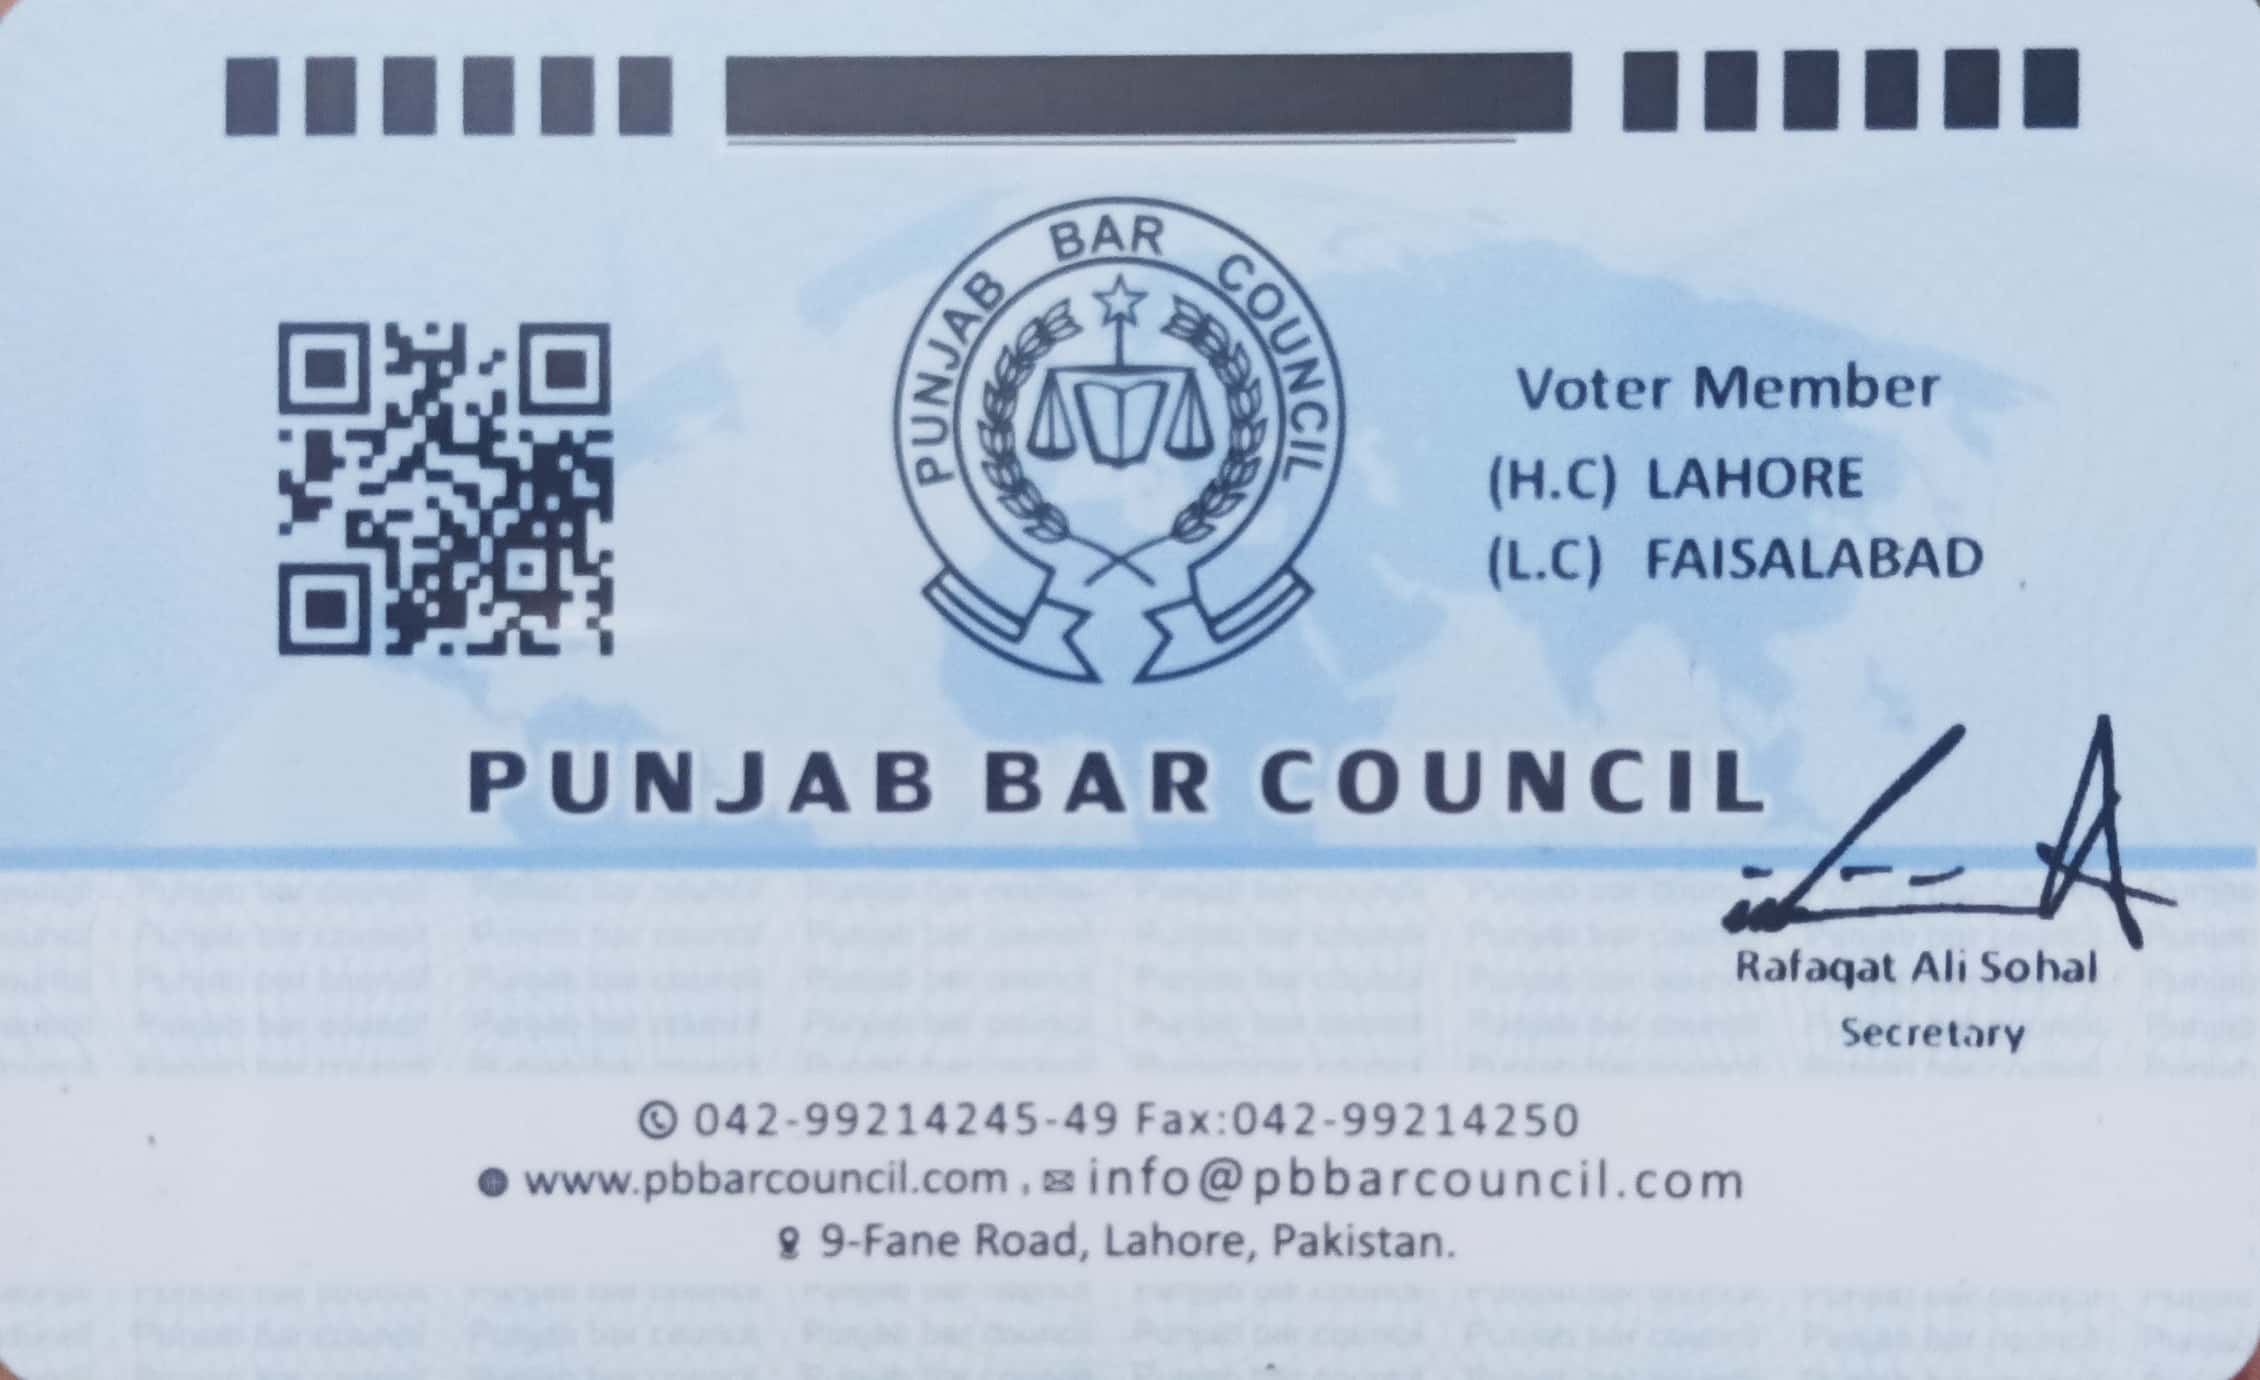 PUNJAB BAR COUNCIL
Voter Member
(H.C) LAHORE
(L.C) FAISALABAD
PUNJAB BAR COUNCIL
Rafaqat Ali Sohal
Secretary
042-99214245-49 Fax:042-99214250
www.pbbarcouncil.com , info@pbbarcouncil.com
9-Fane Road, Lahore, Pakistan.